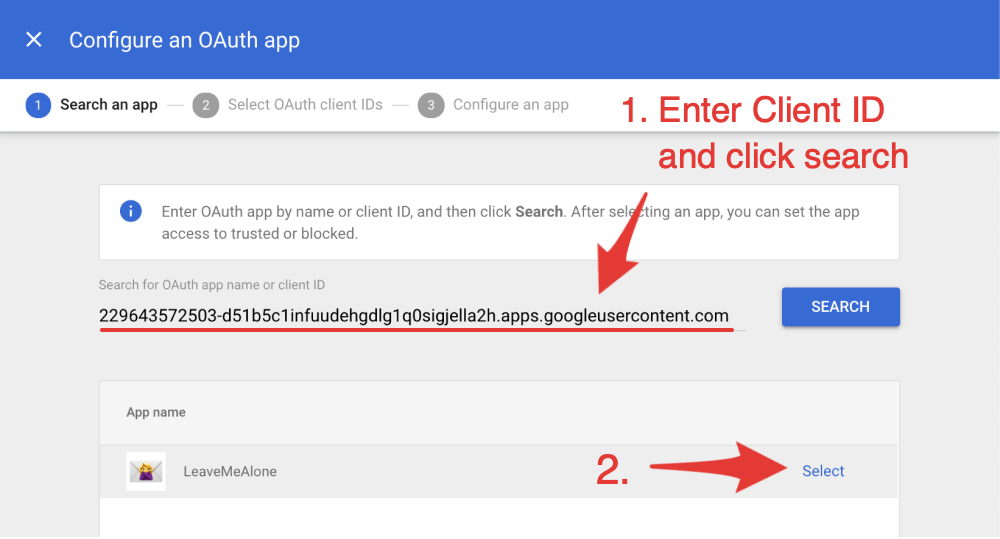 Configure an OAuth app
1 Search an app 2 Select OAuth client IDs 3 Configure an app
1. Enter Client ID
and click search
Enter OAuth app by name or client ID, and then click Search. After selecting an app, you can set the app
access to trusted or blocked.
Search for OAuth app name or client ID
229643572503-d51b5c1infuudehgdlg1q0sigjella2h.apps.googleusercontent.com
SEARCH
App name
LeaveMeAlone
2.
Select